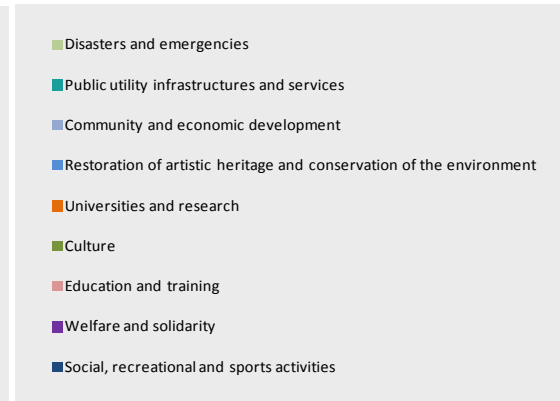 Disasters and emergencies
Public utility infrastructures and services
Community and economic development
Restoration of artistic heritage and conservation of the environment
Universities and research
Culture
Education and training
Welfare and solidarity
Social, recreational and sports activities